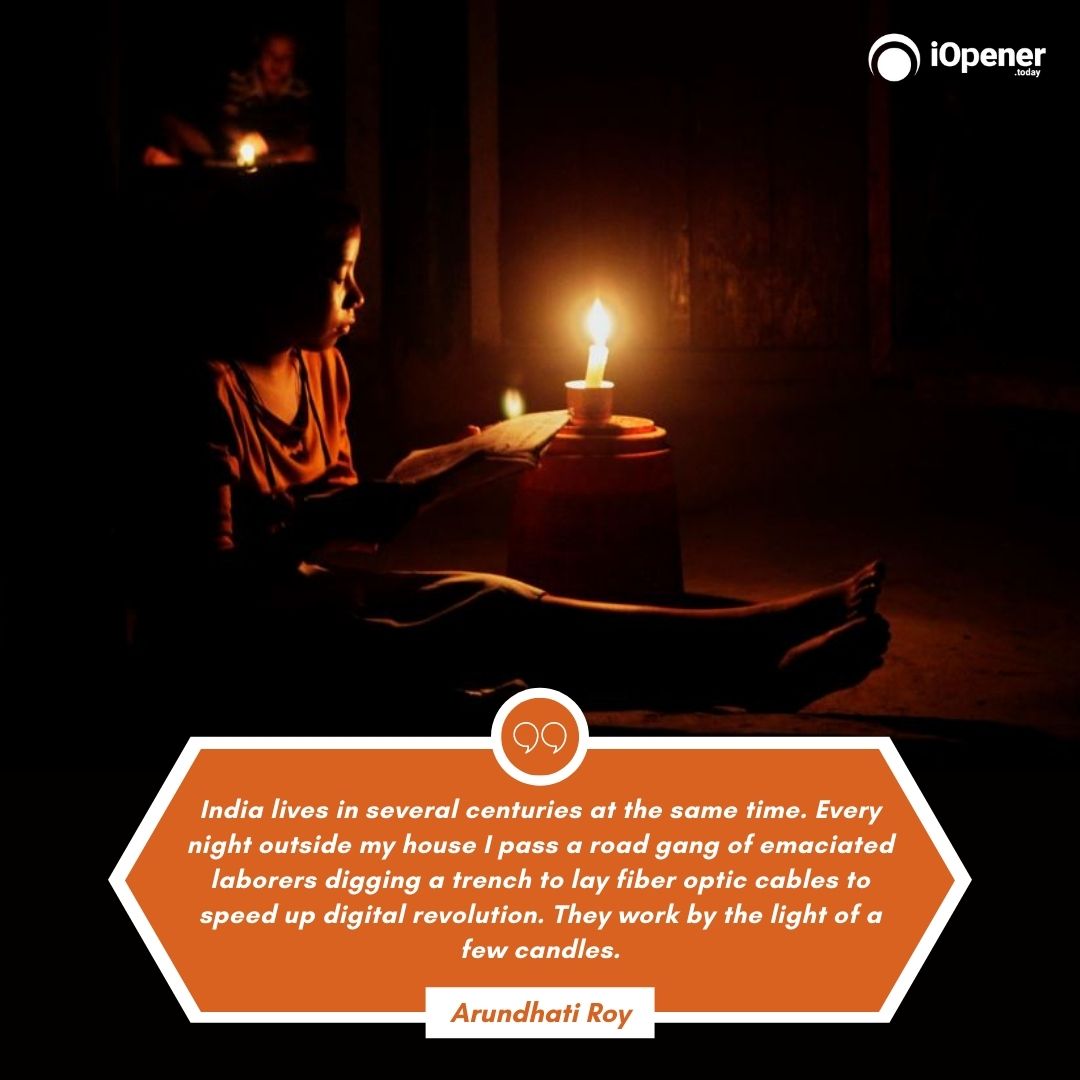 iOpener
.today
India lives in several centuries at the same time. Every
night outside my house I pass a road gang of emaciated
laborers digging a trench to lay fiber optic cables to
speed up digital revolution. They work by the light of a
few candles.
Arundhati Roy